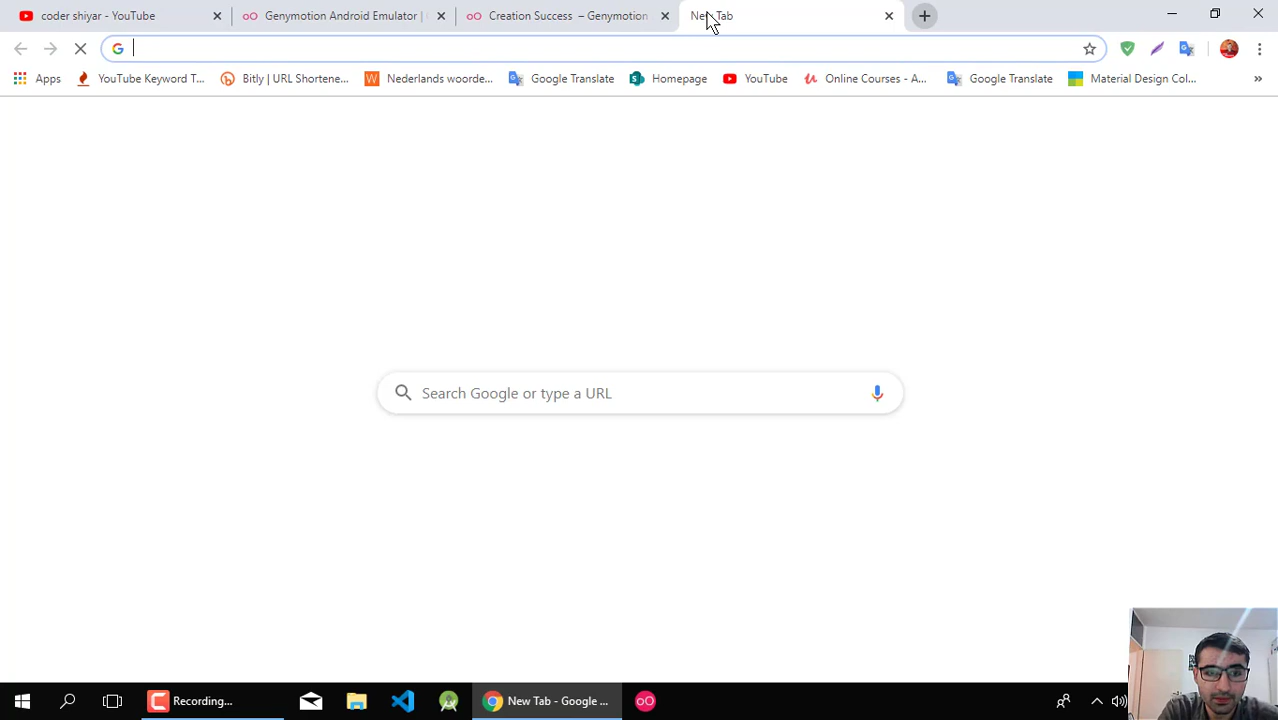 coder shiyar - YouTube
Genymotion Android Emulator |
Creation Success – Genymotion
New Tab
Apps
YouTube Keyword T...
Bitly | URL Shortene...
Nederlands woorde...
Google Translate
Homepage
YouTube
Online Courses - A...
Google Translate
Material Design Col...
»
Search Google or type a URL
Recording...
New Tab - Google ...